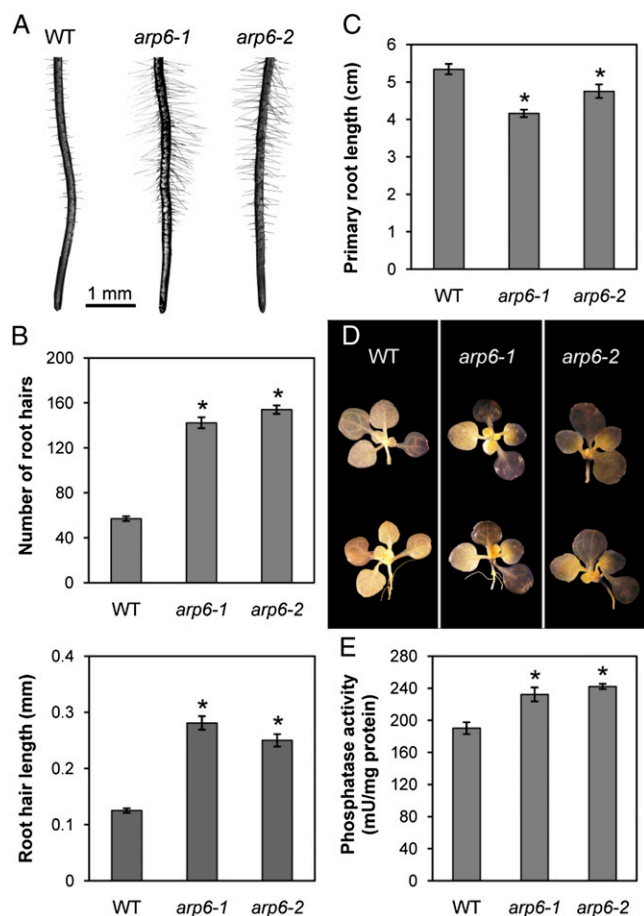 A
WT arp6-1 arp6-2
1 mm
B
Number of root hairs
200
160
120
80
40
0
* *
WT arp6-1 arp6-2
Root hair length (mm)
0.4
0.3
0.2
0.1
0
* *
WT arp6-1 arp6-2
C
Primary root length (cm)
6
5
4
3
2
1
0
* *
WT arp6-1 arp6-2
D
WT arp6-1 arp6-2
E
Phosphatase activity
(mU/mg protein)
280
240
200
160
120
80
40
0
* *
WT arp6-1 arp6-2